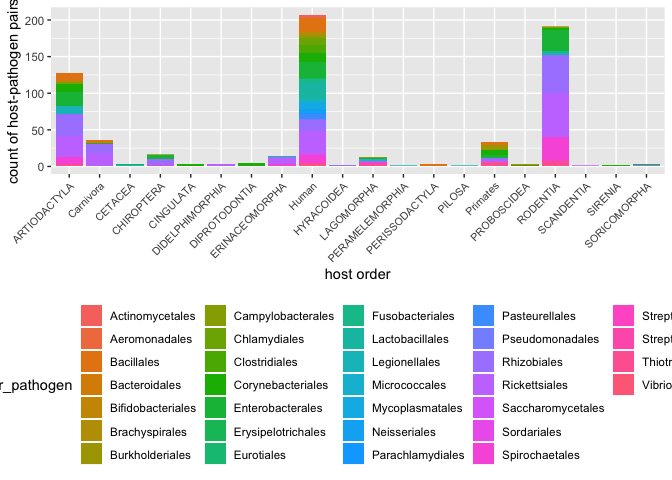 count of host-pathogen pairs
200
150
100
50
0
ARTIODACTYLA
Carnivora
CETACEA
CHIROPTERA
CINGULATA
DIDELPHIMORPHIA
DIPROTODONTIA
ERINACEOMORPHA
Human
HYRACOIDEA
LAGOMORPHA
PERAMELEMORPHIA
PERISSODACTYLA
PILOSA
Primates
PROBOSCIDEA
RODENTIA
SCANDENTIA
SIRENIA
SORICOMORPHA
host order
r_pathogen
Actinomycetales
Aeromonadales
Bacillales
Bacteroidales
Bifidobacteriales
Brachyspirales
Burkholderiales
Campylobacterales
Chlamydiales
Clostridiales
Corynebacteriales
Enterobacterales
Erysipelotrichales
Eurotiales
Fusobacteriales
Lactobacillales
Legionellales
Micrococcales
Mycoplasmatales
Neisseriales
Parachlamydiales
Pasteurellales
Pseudomonadales
Rhizobiales
Rickettsiales
Saccharomycetales
Sordariales
Spirochaetales
Strept
Strept
Thiotr
Vibrio